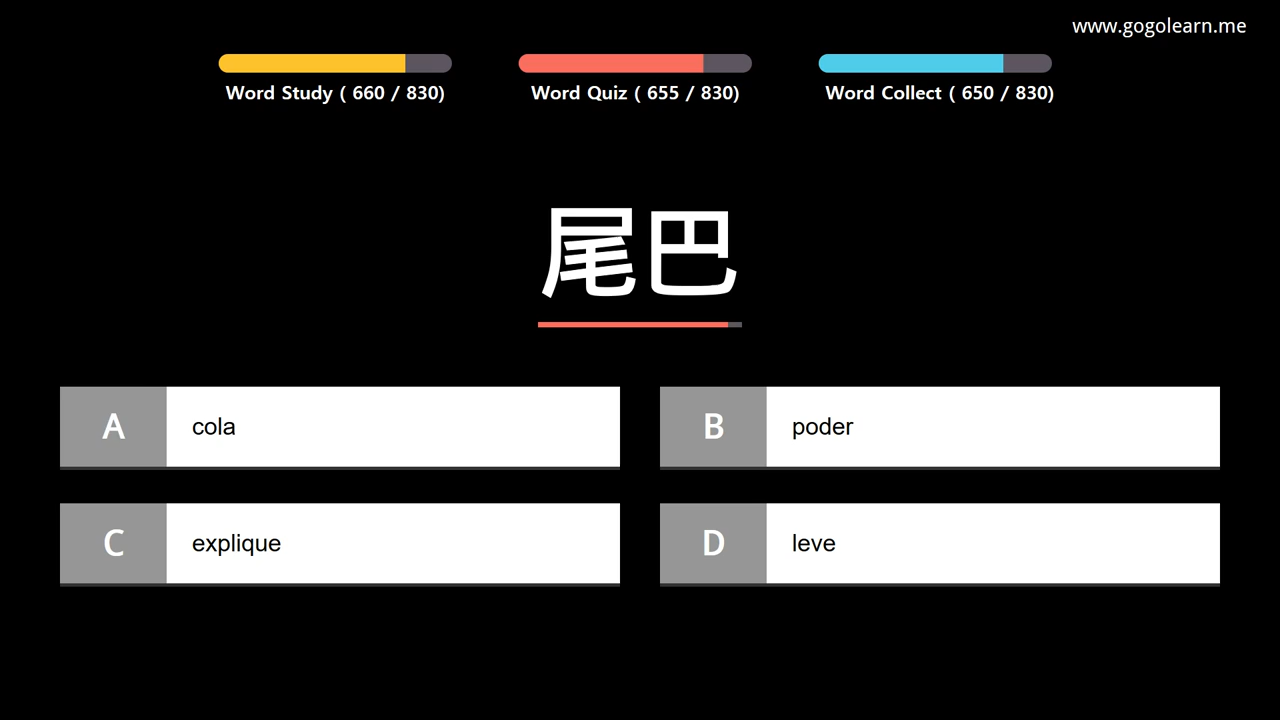 www.gogolearn.me
Word Study ( 660 / 830)
Word Quiz ( 655 / 830)
Word Collect ( 650 / 830)
尾巴
A cola
B poder
C explique
D leve